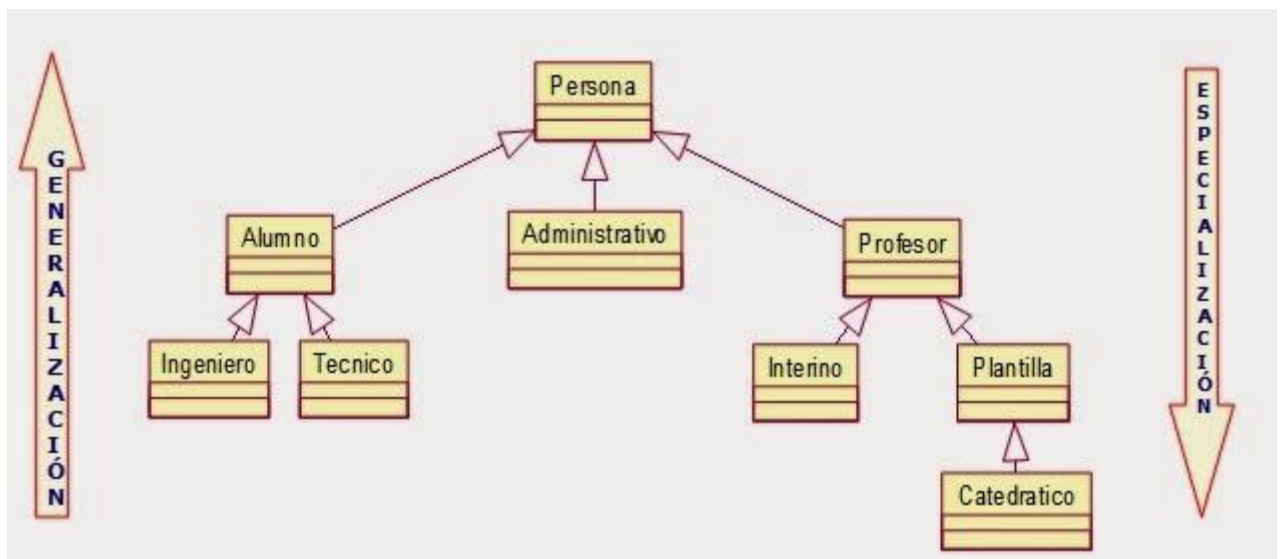 Persona
GENERALIZACIÓN
ESPECIALIZACIÓN
Alumno
Administrativo
Profesor
Ingeniero
Tecnico
Interino
Plantilla
Catedratico